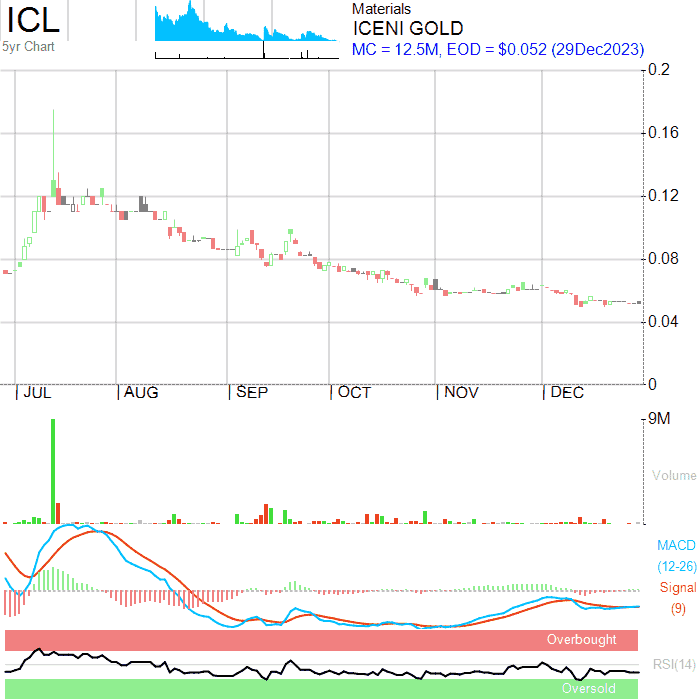 ICL
5yr Chart
Materials
ICENI GOLD
MC = 12.5M, EOD = $0.052 (29Dec2023)
0.2
0.16
0.12
0.08
0.04
0
JUL AUG SEP OCT NOV DEC
9M
Volume
MACD
(12-26)
Signal
(9)
Overbought
RSI(14)
Oversold